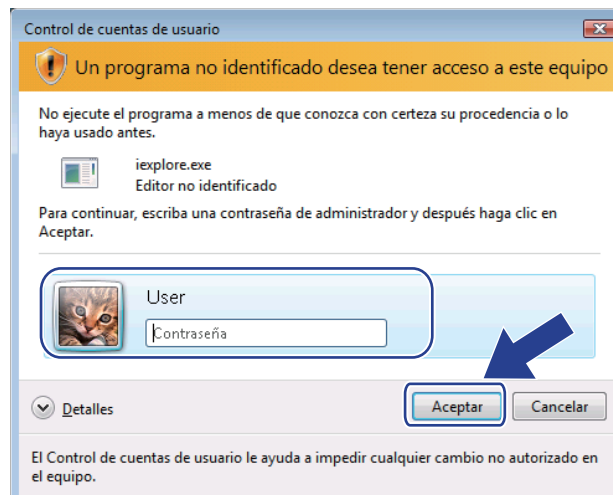 Control de cuentas de usuario
Un programa no identificado desea tener acceso a este equipo
No ejecute el programa a menos de que conozca con certeza su procedencia o lo
haya usado antes.
iexplore.exe
Editor no identificado
Para continuar, escriba una contraseña de administrador y después haga clic en
Aceptar.
User
Contraseña
Detalles
Aceptar
Cancelar
El Control de cuentas de usuario le ayuda a impedir cualquier cambio no autorizado en
el equipo.